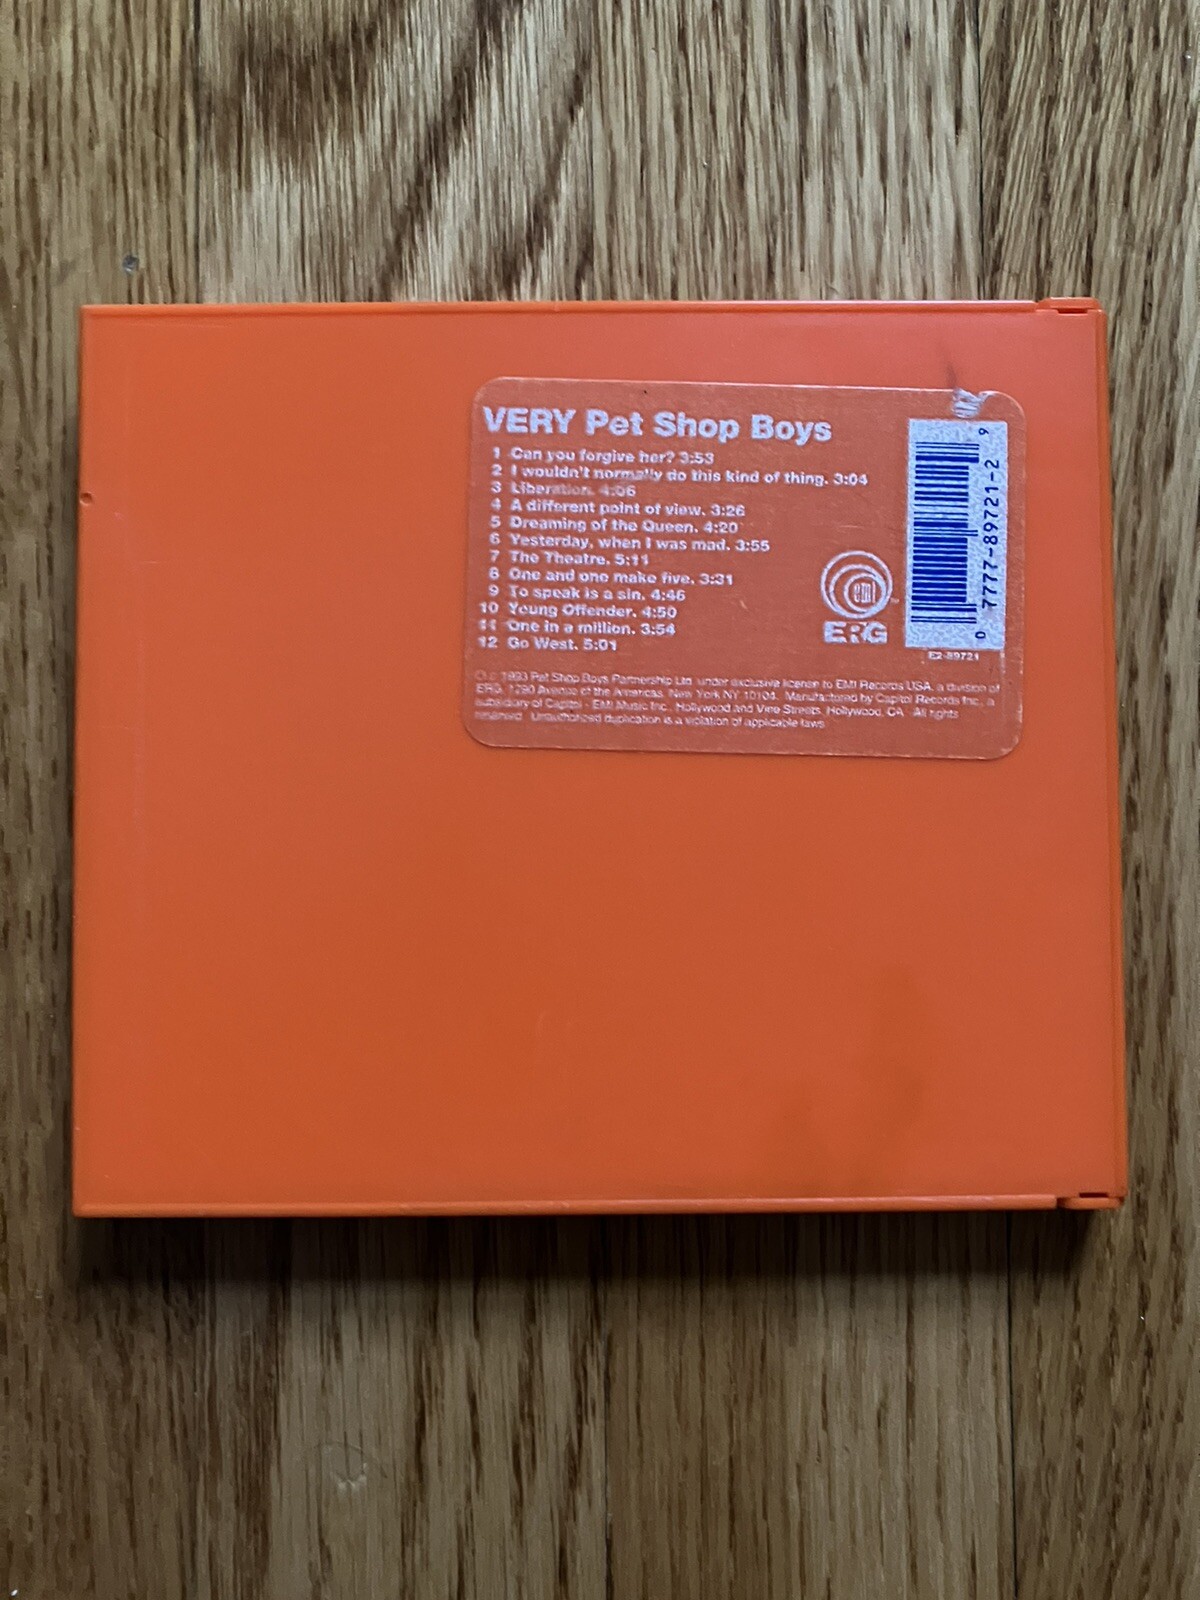 VERY Pet Shop Boys
1 Can you forgive her? 3:53
2 I wouldn't normally do this kind of thing. 3:04
3 Liberation. 4:06
4 A different point of view. 3:26
5 Dreaming of the Queen. 4:20
6 Yesterday, when I was mad. 3:55
7 The Theatre. 5:11
8 One and one make five. 3:31
9 To speak is a sin. 4:46
10 Young Offender. 4:50
11 One in a million. 3:54
12 Go West. 5:01
emi
ERG
0 7777-89721-2 9
E2-89721
1993 Pet Shop Boys Partnership Ltd. under exclusive license to EMI Records USA, a division of
ERG, 1290 Avenue of the Americas, New York NY 10104. Manufactured by Capitol Records Inc., a
subsidiary of Capitol - EMI Music Inc., Hollywood and Vine Streets, Hollywood, CA. All rights
reserved. Unauthorized duplication is a violation of applicable laws.